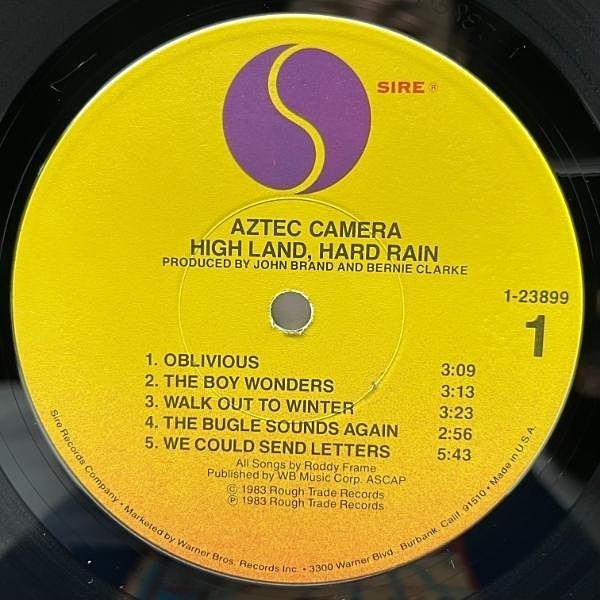 SIRE ®
AZTEC CAMERA
HIGH LAND, HARD RAIN
PRODUCED BY JOHN BRAND AND BERNIE CLARKE
1-23899
1
1. OBLIVIOUS 3:09
2. THE BOY WONDERS 3:13
3. WALK OUT TO WINTER 3:23
4. THE BUGLE SOUNDS AGAIN 2:56
5. WE COULD SEND LETTERS 5:43
All Songs by Roddy Frame
Published by WB Music Corp. ASCAP
© 1983 Rough Trade Records
℗ 1983 Rough Trade Records
Sire Records Company • Marketed by Warner Bros. Records Inc. • 3300 Warner Blvd., Burbank, Calif. 91510 • Made in U.S.A.